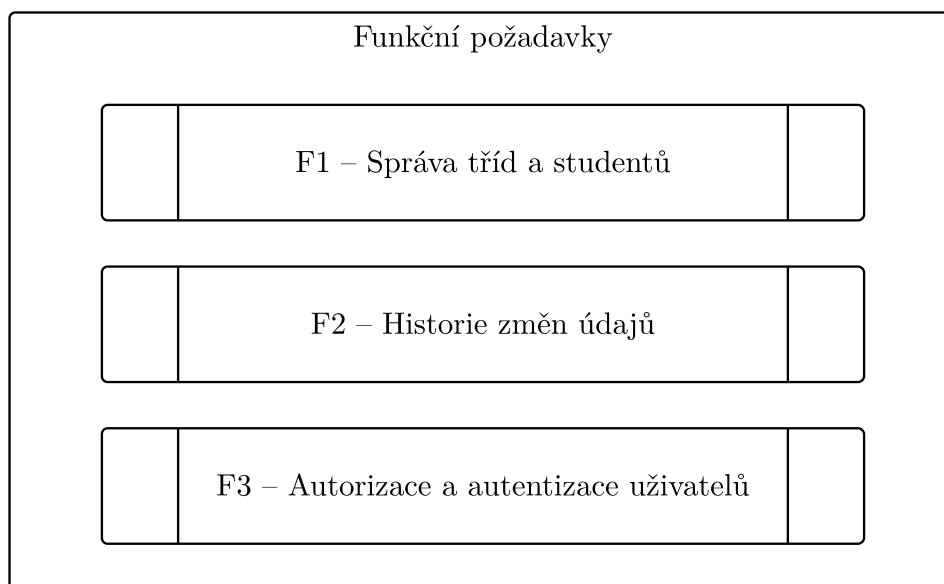 Funkční požadavky
F1 – Správa tříd a studentů
F2 – Historie změn údajů
F3 – Autorizace a autentizace uživatelů